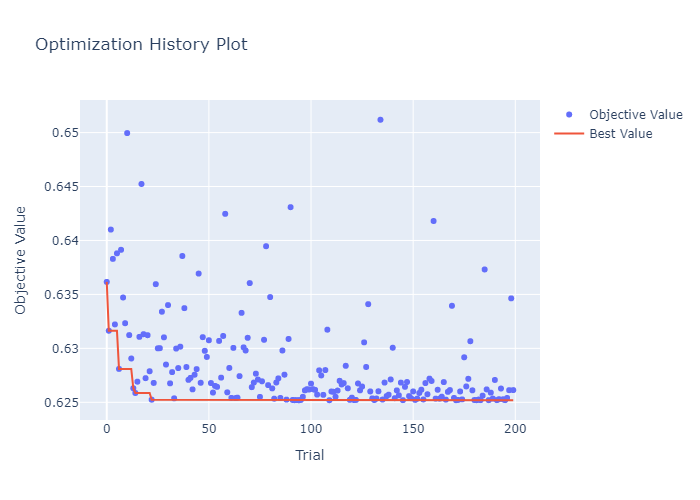 Optimization History Plot
Objective Value
Best Value
0.65
0.645
0.64
0.635
0.63
0.625
Objective Value
0
50
100
150
200
Trial